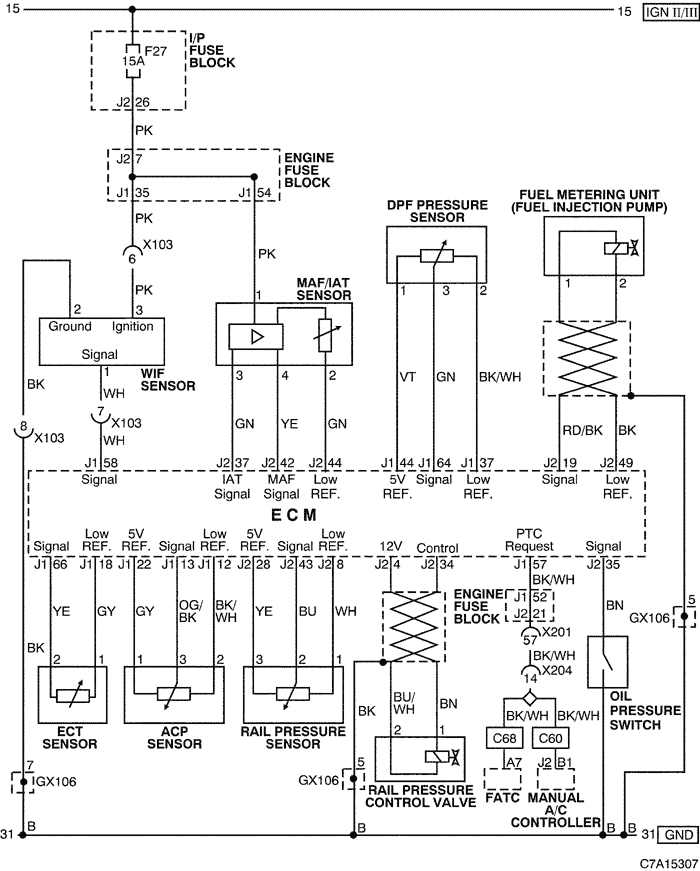 15 15 IGN II/III
I/P
FUSE
BLOCK
F27
15A
J2 26
PK
J2 7
ENGINE
FUSE
BLOCK
J1 35 J1 54
PK
X103
6
PK
PK
2 3
Ground Ignition
Signal
WIF
SENSOR
1
WH
7 X103
WH
BK
8 X103
MAF/IAT
SENSOR
1
3 4 2
GN YE GN
DPF PRESSURE
SENSOR
1 3 2
VT GN BK/WH
FUEL METERING UNIT
(FUEL INJECTION PUMP)
1 2
RD/BK BK
J1 58 J2 37 J2 42 J2 44 J1 44 J1 64 J1 37 J2 19 J2 49
Signal IAT
Signal MAF
Signal Low
REF. 5V
REF. Signal Low
REF. Signal Low
REF.
ECM
Signal Low
REF. 5V
REF. Signal Low
REF. 5V
REF. Signal Low
REF. 12V Control PTC
Request Signal
J1 66 J1 18 J1 22 J1 13 J1 12 J2 28 J2 43 J2 8 J2 4 J2 34 J1 57 J2 35
YE GY GY OG/
BK BK/
WH YE BU WH
BK
2 1 1 3 2 3 2 1
ECT
SENSOR
ACP
SENSOR
RAIL PRESSURE
SENSOR
BK
BU/
WH
BN
2 1
RAIL PRESSURE
CONTROL VALVE
BK/WH
ENGINE
FUSE
BLOCK
J1 52
J2 21
X201
57
BK/WH
X204
14
BK/WH BK/WH
C68 C60
A7 J2 B1
FATC
MANUAL
A/C
CONTROLLER
BN
OIL
PRESSURE
SWITCH
5
GX106
7
GX106
5
GX106
31 B B B B 31 GND
C7A15307